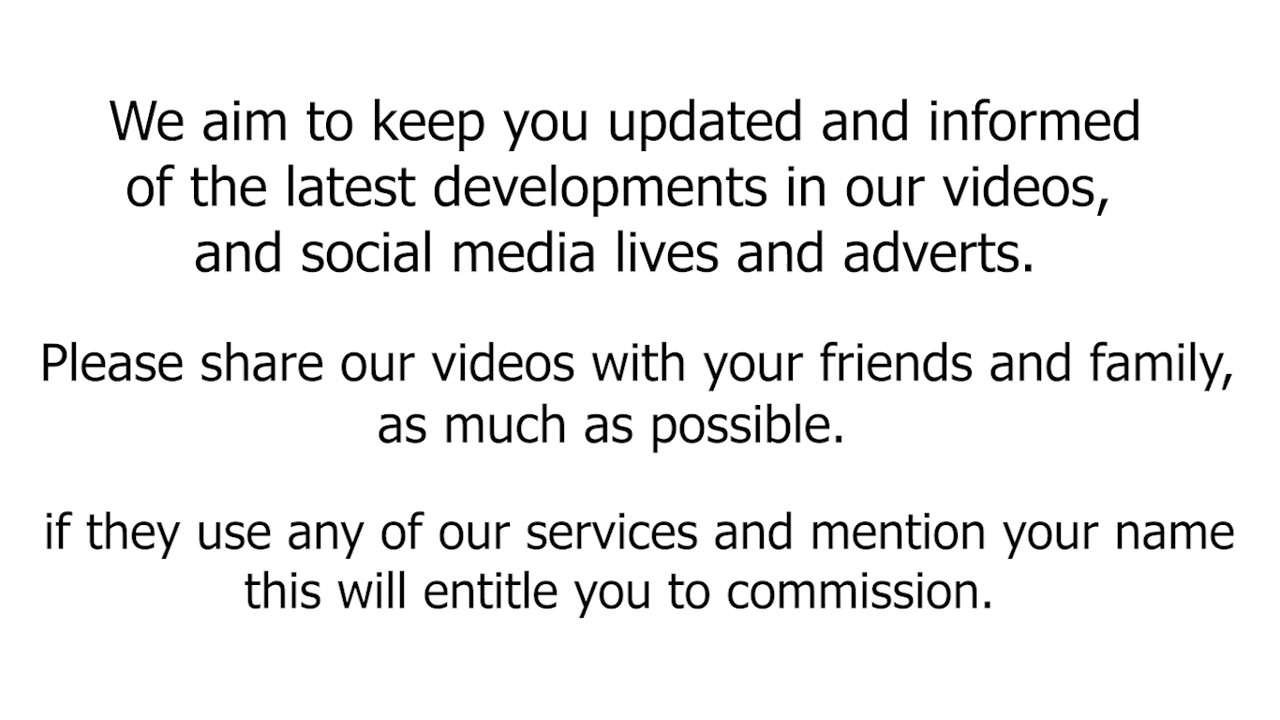 We aim to keep you updated and informed
of the latest developments in our videos,
and social media lives and adverts.
Please share our videos with your friends and family,
as much as possible.
if they use any of our services and mention your name
this will entitle you to commission.